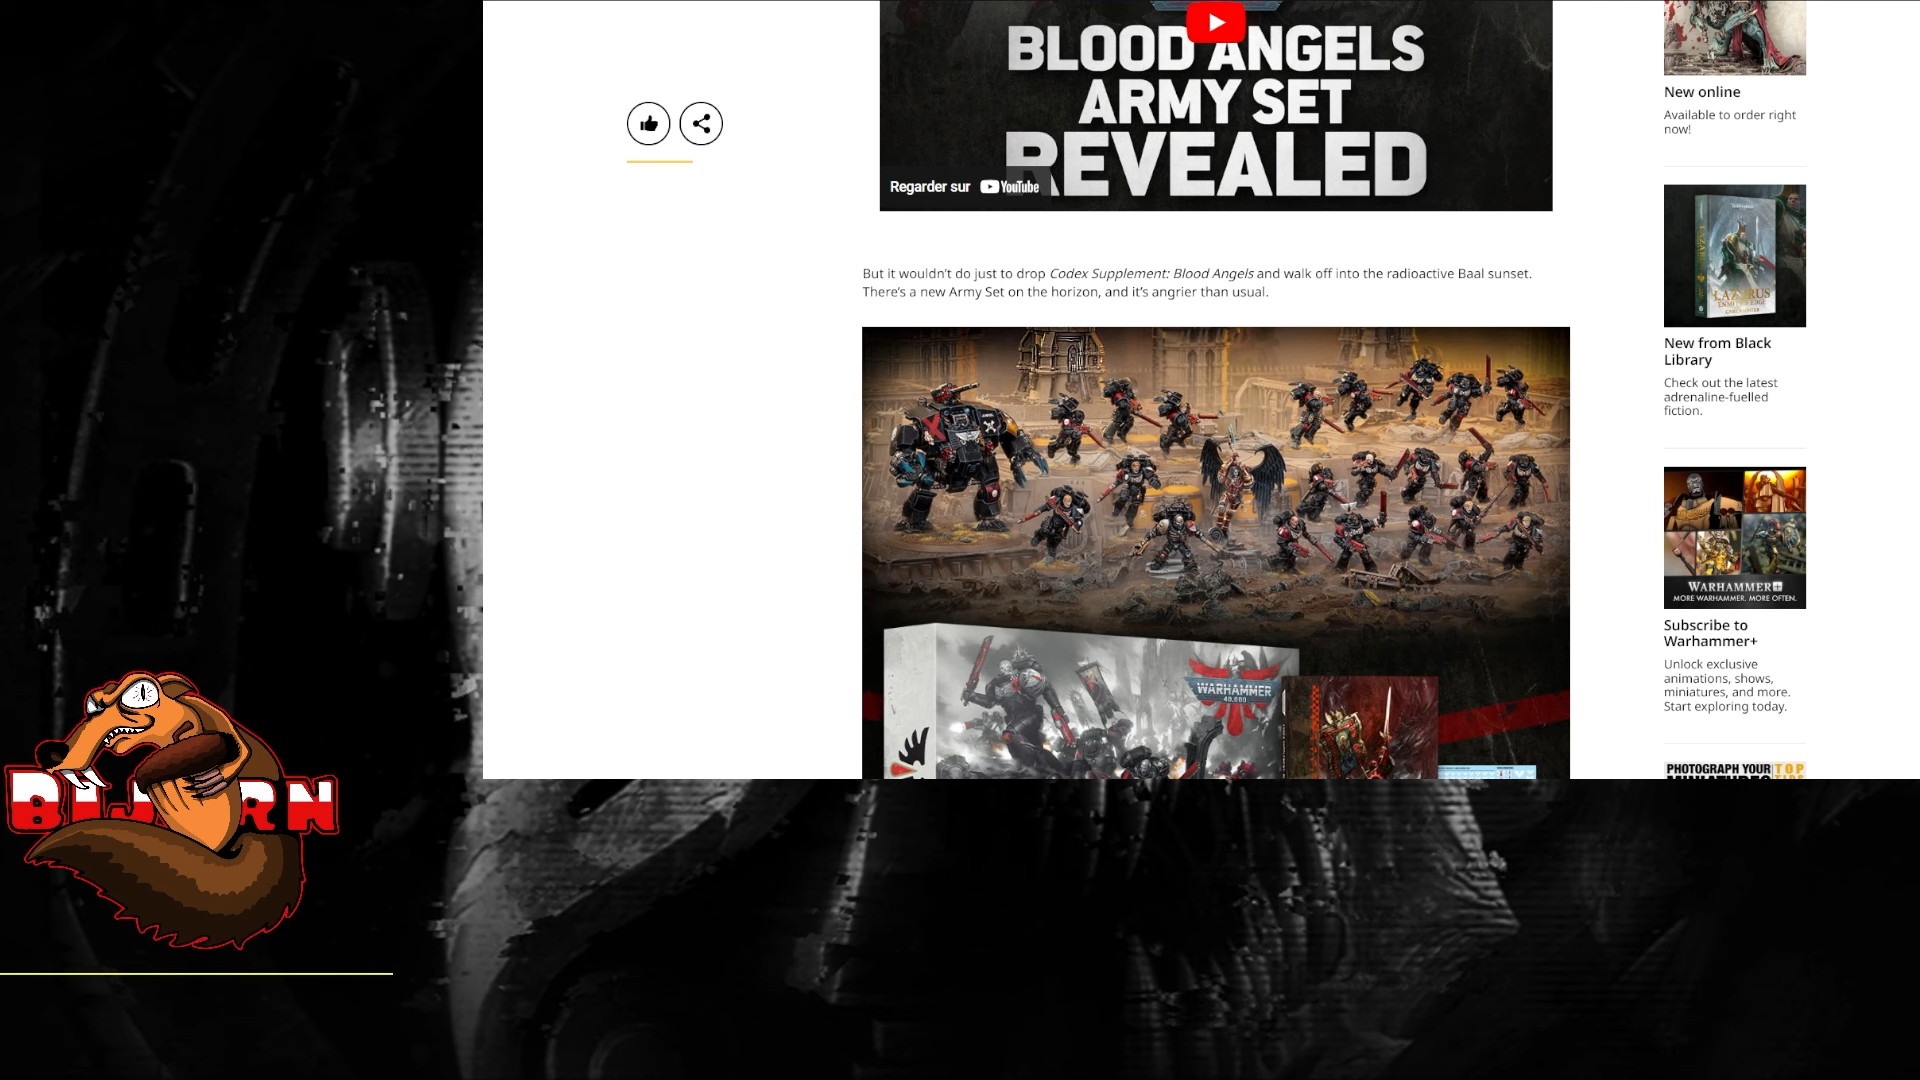 BLOOD ANGELS
ARMY SET
REVEALED
Regarder sur YouTube
But it wouldn't do just to drop Codex Supplement: Blood Angels and walk off into the radioactive Baal sunset.
There's a new Army Set on the horizon, and it's angrier than usual.
WARHAMMER
40,000
New online
Available to order right
now!
LAZARUS
New from Black
Library
Check out the latest
adrenaline-fuelled
fiction.
WARHAMMER+
MORE WARHAMMER. MORE OFTEN.
Subscribe to
Warhammer+
Unlock exclusive
animations, shows,
miniatures, and more.
Start exploring today.
PHOTOGRAPH YOUR TOP